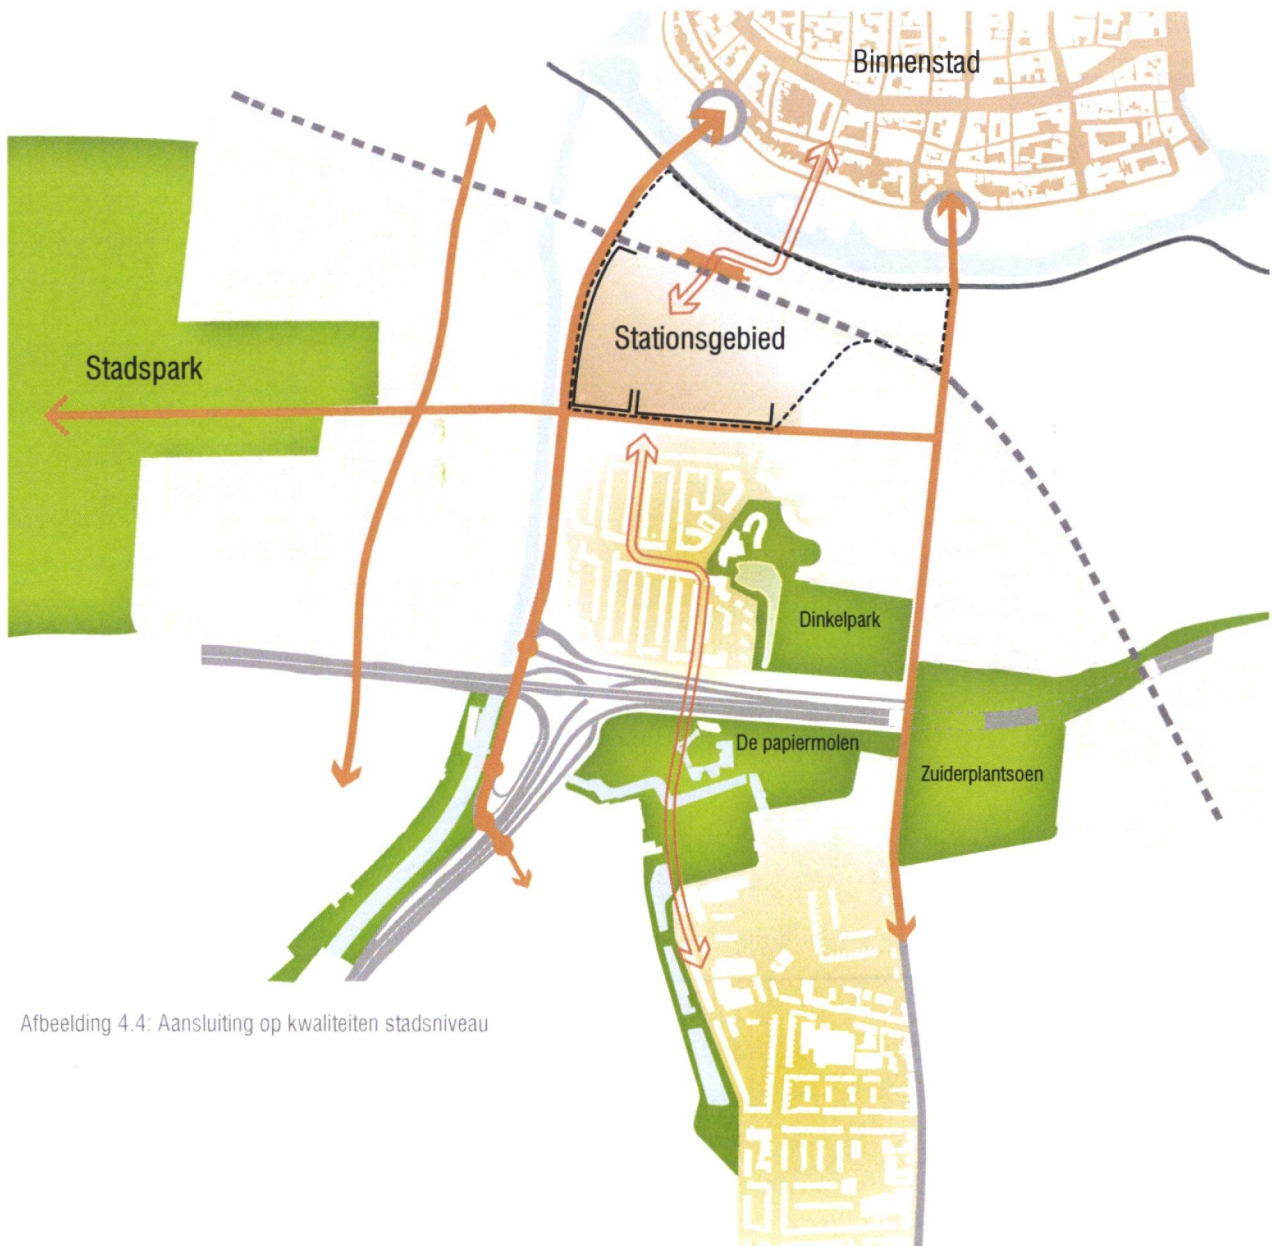 Binnenstad
Stationsgebied
Stadspark
Dinkelpark
De papiermolen
Zuiderplantsoen
Afbeelding 4.4: Aansluiting op kwaliteiten stadsniveau